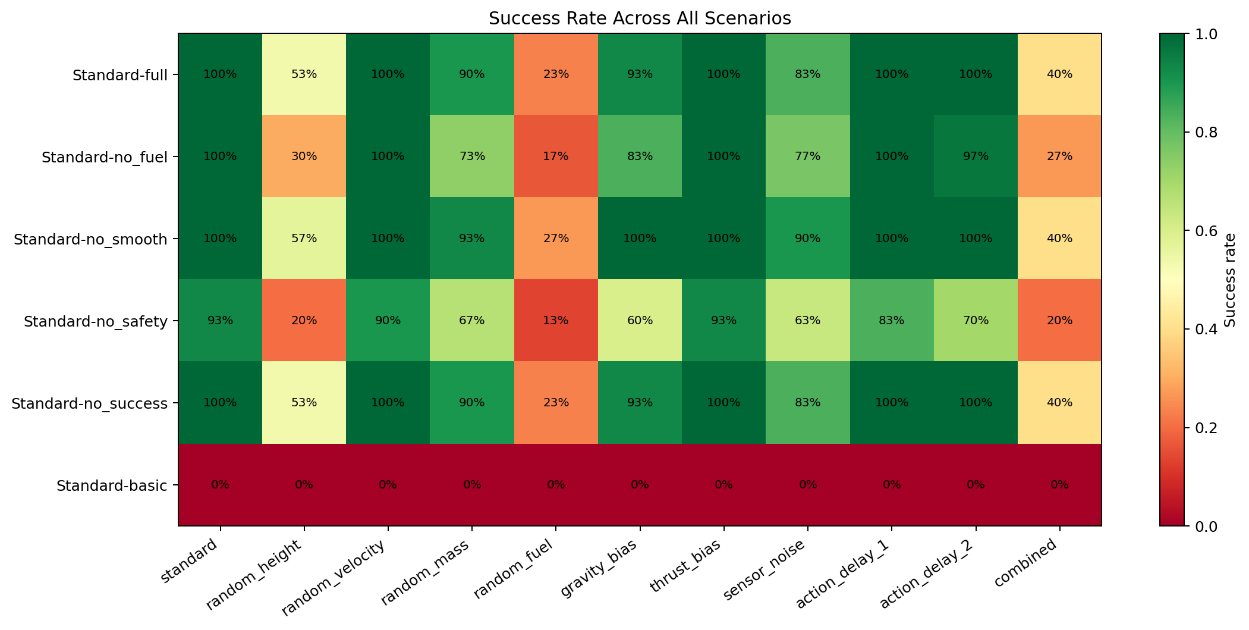 Success Rate Across All Scenarios
Standard-full 100% 53% 100% 90% 23% 93% 100% 83% 100% 100% 40%
Standard-no_fuel 100% 30% 100% 73% 17% 83% 100% 77% 100% 97% 27%
Standard-no_smooth 100% 57% 100% 93% 27% 100% 100% 90% 100% 100% 40%
Standard-no_safety 93% 20% 90% 67% 13% 60% 93% 63% 83% 70% 20%
Standard-no_success 100% 53% 100% 90% 23% 93% 100% 83% 100% 100% 40%
Standard-basic 0% 0% 0% 0% 0% 0% 0% 0% 0% 0% 0%
standard random_height random_velocity random_mass random_fuel gravity_bias thrust_bias sensor_noise action_delay_1 action_delay_2 combined
1.0
0.8
0.6
0.4
0.2
0.0
Success rate